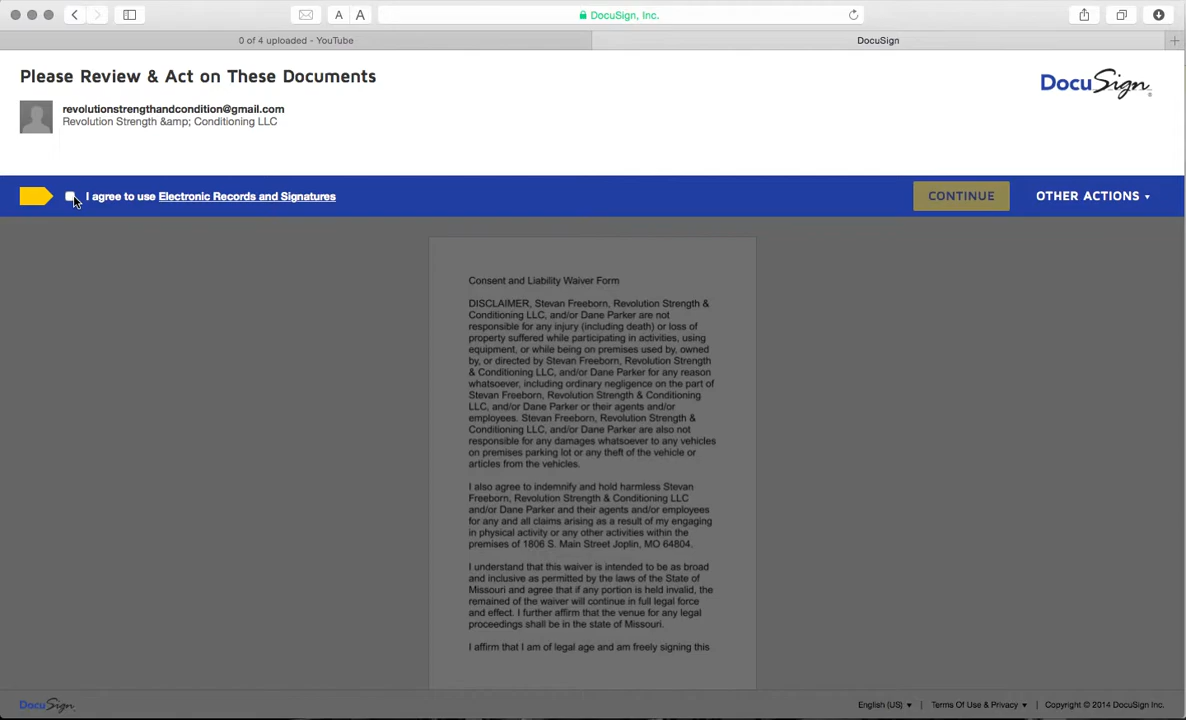 A A
DocuSign, Inc.
0 of 4 uploaded - YouTube
DocuSign
Please Review & Act on These Documents
DocuSign
revolutionstrengthandcondition@gmail.com
Revolution Strength &amp; Conditioning LLC
I agree to use Electronic Records and Signatures
CONTINUE
OTHER ACTIONS
Consent and Liability Waiver Form
DISCLAIMER, Stevan Freeborn, Revolution Strength &
Conditioning LLC, and/or Dane Parker are not
responsible for any injury (including death) or loss of
property suffered while participating in activities, using
equipment, or while being on premises used by, owned
by, or directed by Stevan Freeborn, Revolution Strength
& Conditioning LLC, and/or Dane Parker for any reason
whatsoever, including ordinary negligence on the part of
Stevan Freeborn, Revolution Strength & Conditioning
LLC, and/or Dane Parker or their agents and/or
employees. Stevan Freeborn, Revolution Strength &
Conditioning LLC, and/or Dane Parker are also not
responsible for any damages whatsoever to any vehicles
on premises parking lot or any theft of the vehicle or
articles from the vehicles.
I also agree to indemnify and hold harmless Stevan
Freeborn, Revolution Strength & Conditioning LLC
and/or Dane Parker and their agents and/or employees
for any and all claims arising as a result of my engaging
in physical activity or any other activities within the
premises of 1806 S. Main Street Joplin, MO 64804.
I understand that this waiver is intended to be as broad
and inclusive as permitted by the laws of the State of
Missouri and agree that if any portion is held invalid, the
remained of the waiver will continue in full legal force
and effect. I further affirm that the venue for any legal
proceedings shall be in the state of Missouri.
I affirm that I am of legal age and am freely signing this
DocuSign
English (US) | Terms Of Use & Privacy | Copyright © 2014 DocuSign Inc.